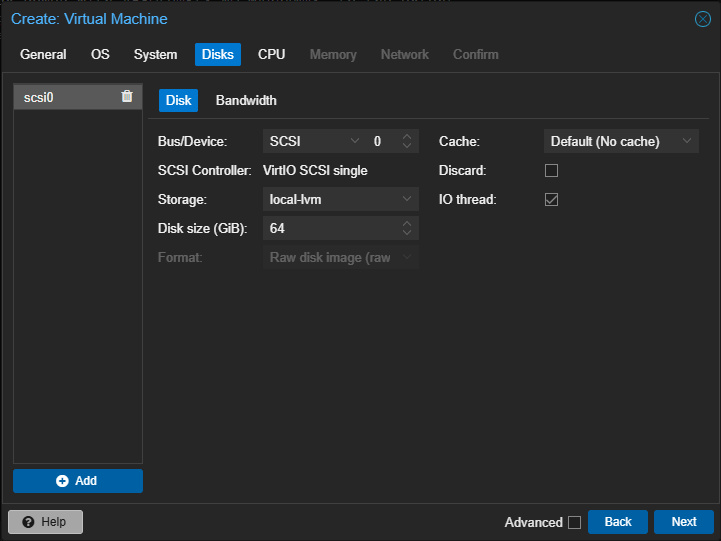 Create: Virtual Machine
General OS System Disks CPU Memory Network Confirm
scsi0
Disk Bandwidth
Bus/Device: SCSI 0 Cache: Default (No cache)
SCSI Controller: VirtIO SCSI single Discard:
Storage: local-lvm IO thread:
Disk size (GiB): 64
Format: Raw disk image (raw
Add
Help Advanced Back Next